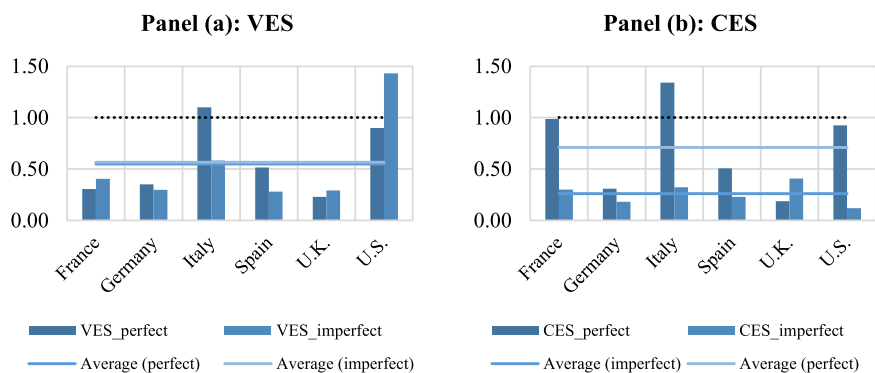 Panel (a): VES
1.50
1.00
0.50
0.00
France
Germany
Italy
Spain
U.K.
U.S.
VES_perfect
VES_imperfect
Average (perfect)
Average (imperfect)
Panel (b): CES
1.50
1.00
0.50
0.00
France
Germany
Italy
Spain
U.K.
U.S.
CES_perfect
CES_imperfect
Average (imperfect)
Average (perfect)